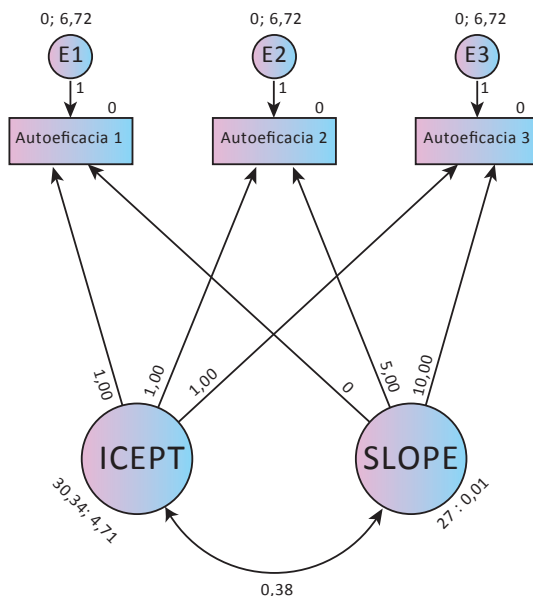 0; 6,72
0; 6,72
0; 6,72
E1
E2
E3
1
1
1
0
0
0
Autoeficacia 1
Autoeficacia 2
Autoeficacia 3
1,00
1,00
1,00
0
5,00
10,00
ICEPT
SLOPE
30,34; 4,71
27 : 0,01
0,38